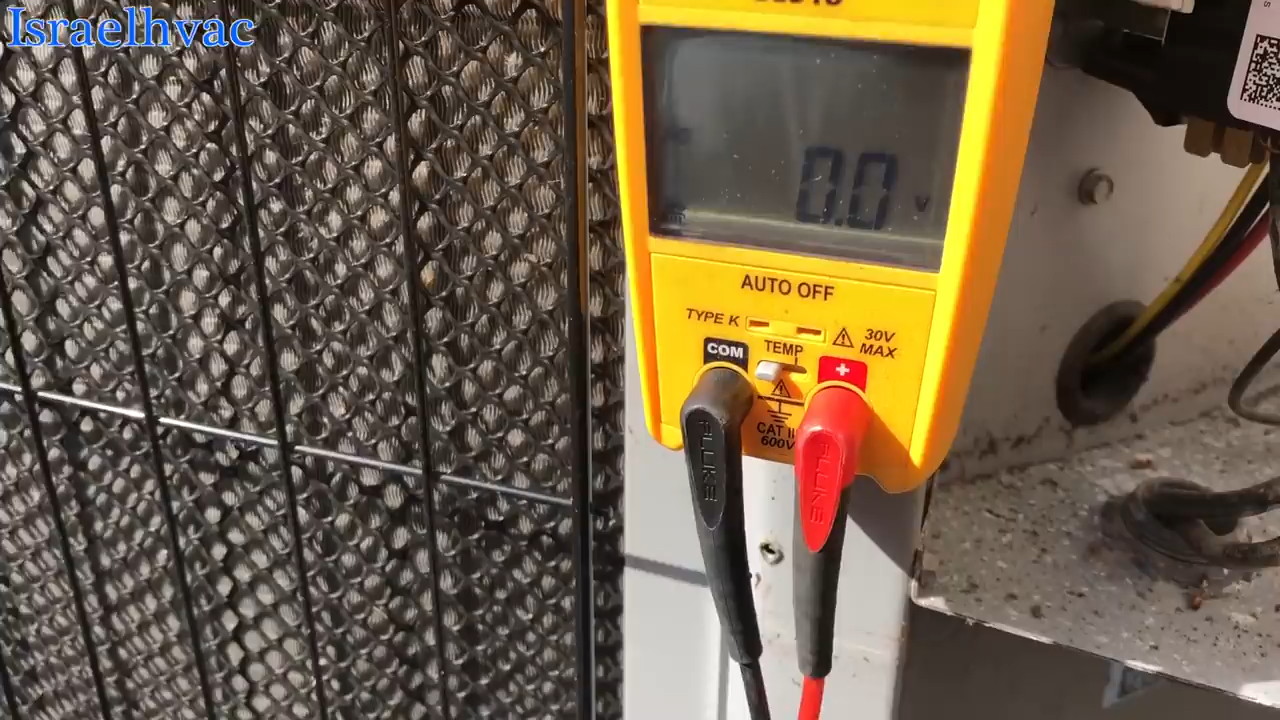 Israelhvac
0.0 v
AUTO OFF
TYPE K
30V
MAX
TEMP
COM
+
CAT II
600V
FLUKE
FLUKE